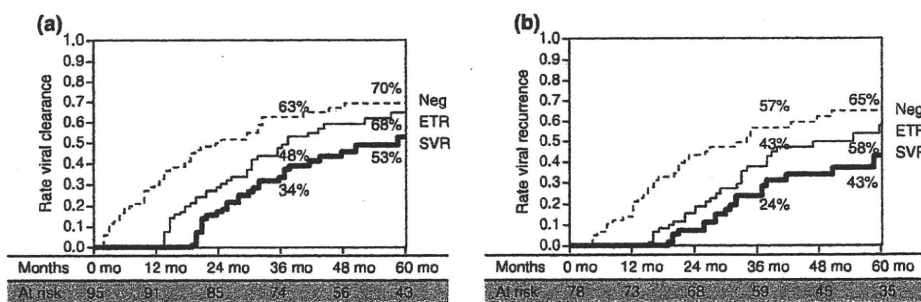 (a)
Rate viral clearance
1.0
0.9
0.8
0.7
0.6
0.5
0.4
0.3
0.2
0.1
0.0
63%
70%
48%
68%
34%
53%
Neg
ETR
SVR
Months 0 mo 12 mo 24 mo 36 mo 48 mo 60 mo
At risk 95 91 85 74 56 43
(b)
Rate viral recurrence
1.0
0.9
0.8
0.7
0.6
0.5
0.4
0.3
0.2
0.1
0.0
57%
65%
43%
58%
24%
43%
Neg
ETR
SVR
Months 0 mo 12 mo 24 mo 36 mo 48 mo 60 mo
At risk 78 73 68 59 45 35